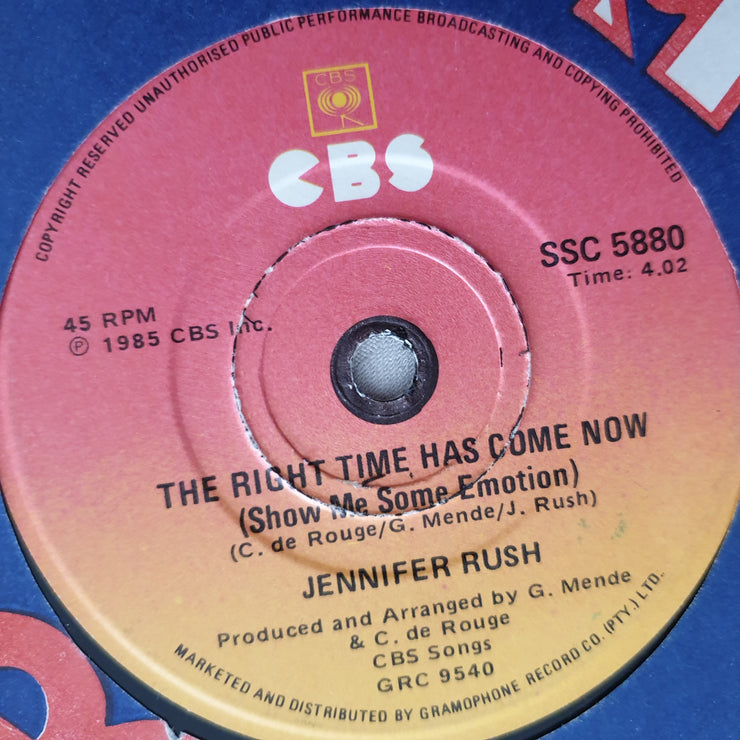 COPYRIGHT RESERVED UNAUTHORISED PUBLIC PERFORMANCE BROADCASTING AND COPYING PROHIBITED
CBS
CBS
SSC 5880
Time: 4.02
45 RPM
℗ 1985 CBS Inc.
THE RIGHT TIME HAS COME NOW
(Show Me Some Emotion)
(C. de Rouge/G. Mende/J. Rush)
JENNIFER RUSH
Produced and Arranged by G. Mende
& C. de Rouge
CBS Songs
GRC 9540
MARKETED AND DISTRIBUTED BY GRAMOPHONE RECORD CO. (PTY.) LTD.